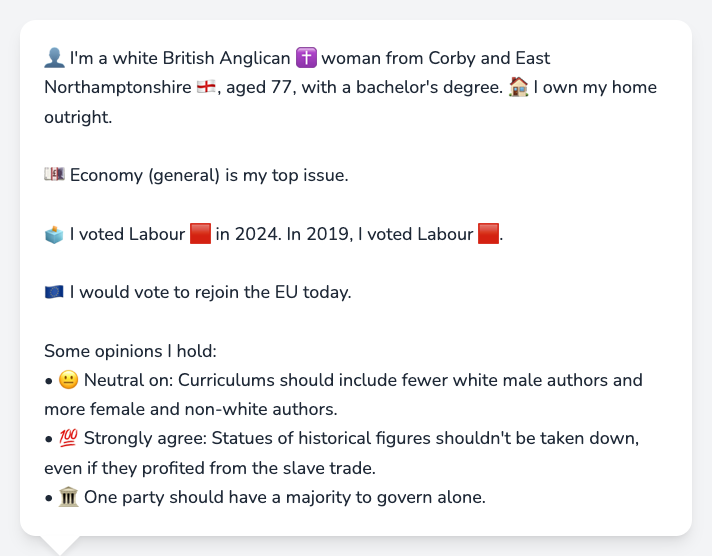 👤 I'm a white British Anglican ✝️ woman from Corby and East
Northamptonshire 🏴󠁧󠁢󠁥󠁮󠁧󠁿, aged 77, with a bachelor's degree. 🏠 I own my home
outright.
💷 Economy (general) is my top issue.
🗳️ I voted Labour 🟥 in 2024. In 2019, I voted Labour 🟥.
🇪🇺 I would vote to rejoin the EU today.
Some opinions I hold:
• 😐 Neutral on: Curriculums should include fewer white male authors and
more female and non-white authors.
• 💯 Strongly agree: Statues of historical figures shouldn't be taken down,
even if they profited from the slave trade.
• 🏛️ One party should have a majority to govern alone.